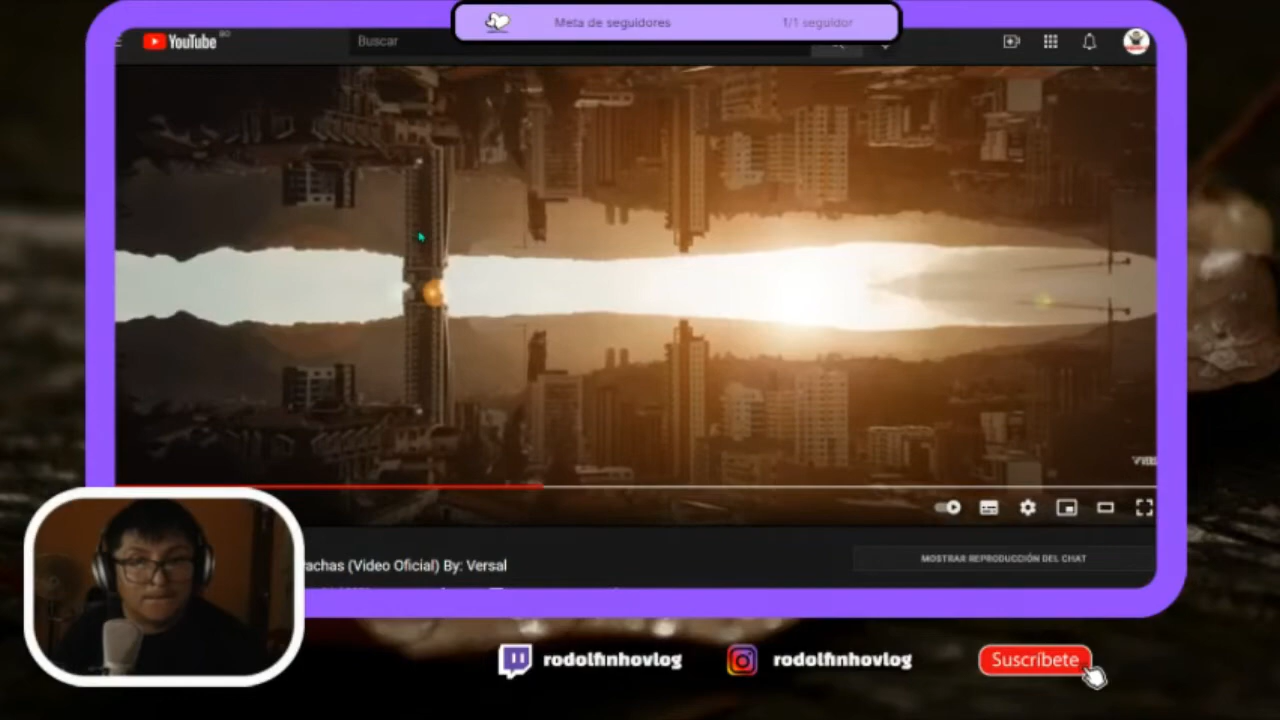 Meta de seguidores 1/1 seguidor
YouTube BO
Buscar
achas (Video Oficial) By: Versal
MOSTRAR REPRODUCCIÓN DEL CHAT
rodolfinhovlog rodolfinhovlog Suscríbete